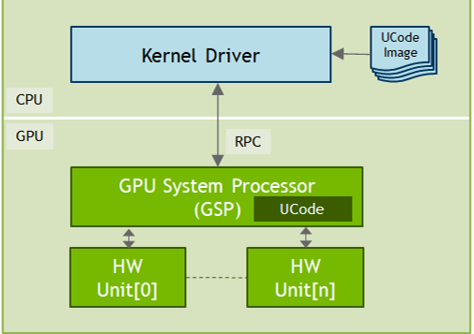 UCode
Image
Kernel Driver
CPU
GPU
RPC
GPU System Processor
(GSP)
UCode
HW
Unit[0]
HW
Unit[n]